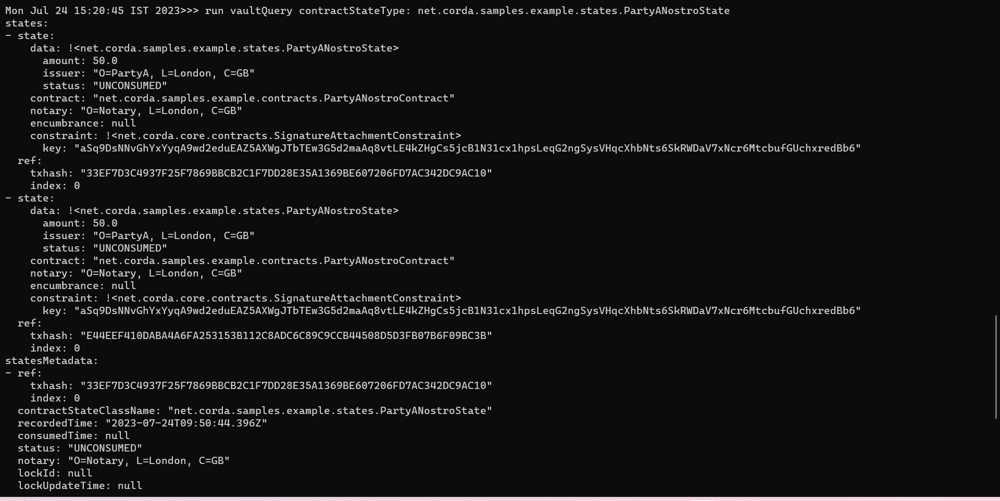 Mon Jul 24 15:20:45 IST 2023>>> run vaultQuery contractStateType: net.corda.samples.example.states.PartyANostroState
states:
- state:
    data: !<net.corda.samples.example.states.PartyANostroState>
      amount: 50.0
      issuer: "O=PartyA, L=London, C=GB"
      status: "UNCONSUMED"
    contract: "net.corda.samples.example.contracts.PartyANostroContract"
    notary: "O=Notary, L=London, C=GB"
    encumbrance: null
    constraint: !<net.corda.core.contracts.SignatureAttachmentConstraint>
      key: "aSq9DsNNvGhYxYyqA9wd2eduEAZ5AXWgJTbTEw3G5d2maAq8vtLE4kZHgCs5jcB1N31cx1hpsLeqG2ngSysVHqcXhbNts6SkRWDaV7xNcr6MtcbufGUchxredBb6"
  ref:
    txhash: "33EF7D3C4937F25F7869BBCB2C1F7DD28E35A1369BE607206FD7AC342DC9AC10"
    index: 0
- state:
    data: !<net.corda.samples.example.states.PartyANostroState>
      amount: 50.0
      issuer: "O=PartyA, L=London, C=GB"
      status: "UNCONSUMED"
    contract: "net.corda.samples.example.contracts.PartyANostroContract"
    notary: "O=Notary, L=London, C=GB"
    encumbrance: null
    constraint: !<net.corda.core.contracts.SignatureAttachmentConstraint>
      key: "aSq9DsNNvGhYxYyqA9wd2eduEAZ5AXWgJTbTEw3G5d2maAq8vtLE4kZHgCs5jcB1N31cx1hpsLeqG2ngSysVHqcXhbNts6SkRWDaV7xNcr6MtcbufGUchxredBb6"
  ref:
    txhash: "E44EEF410DABA4A6FA253153B112C8ADC6C89C9CCB44508D5D3FB07B6F09BC3B"
    index: 0
statesMetadata:
- ref:
    txhash: "33EF7D3C4937F25F7869BBCB2C1F7DD28E35A1369BE607206FD7AC342DC9AC10"
    index: 0
  contractStateClassName: "net.corda.samples.example.states.PartyANostroState"
  recordedTime: "2023-07-24T09:50:44.396Z"
  consumedTime: null
  status: "UNCONSUMED"
  notary: "O=Notary, L=London, C=GB"
  lockId: null
  lockUpdateTime: null